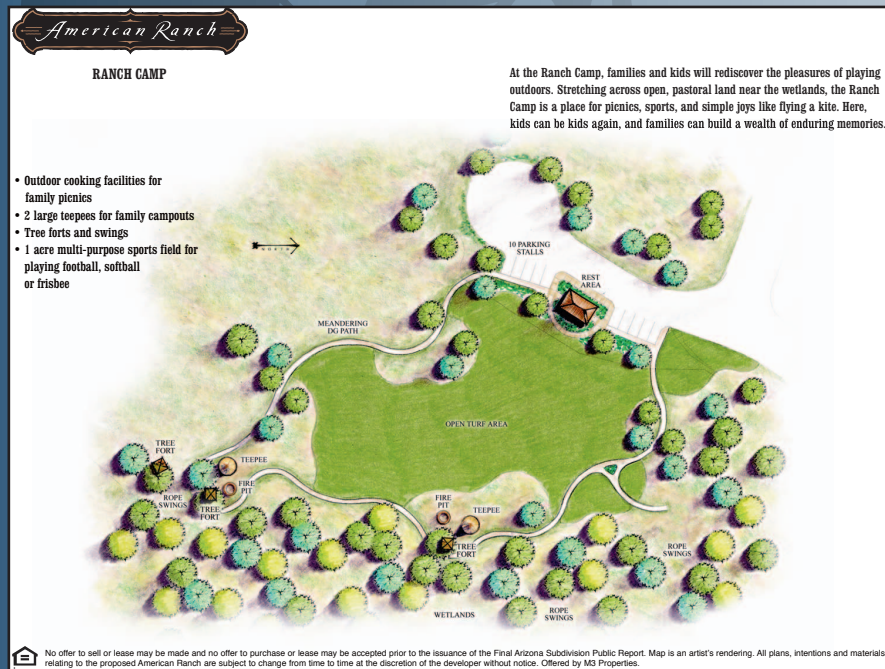 American Ranch
RANCH CAMP
At the Ranch Camp, families and kids will rediscover the pleasures of playing
outdoors. Stretching across open, pastoral land near the wetlands, the Ranch
Camp is a place for picnics, sports, and simple joys like flying a kite. Here,
kids can be kids again, and families can build a wealth of enduring memories.
• Outdoor cooking facilities for
family picnics
• 2 large teepees for family campouts
• Tree forts and swings
• 1 acre multi-purpose sports field for
playing football, softball
or frisbee
NORTH
10 PARKING
STALLS
REST
AREA
MEANDERING
DG PATH
OPEN TURF AREA
TREE
FORT
TEEPEE
FIRE
PIT
ROPE
SWINGS
TREE
FORT
FIRE
PIT
TEEPEE
TREE
FORT
ROPE
SWINGS
WETLANDS
ROPE
SWINGS
No offer to sell or lease may be made and no offer to purchase or lease may be accepted prior to the issuance of the Final Arizona Subdivision Public Report. Map is an artist's rendering. All plans, intentions and materials
relating to the proposed American Ranch are subject to change from time to time at the discretion of the developer without notice. Offered by M3 Properties.